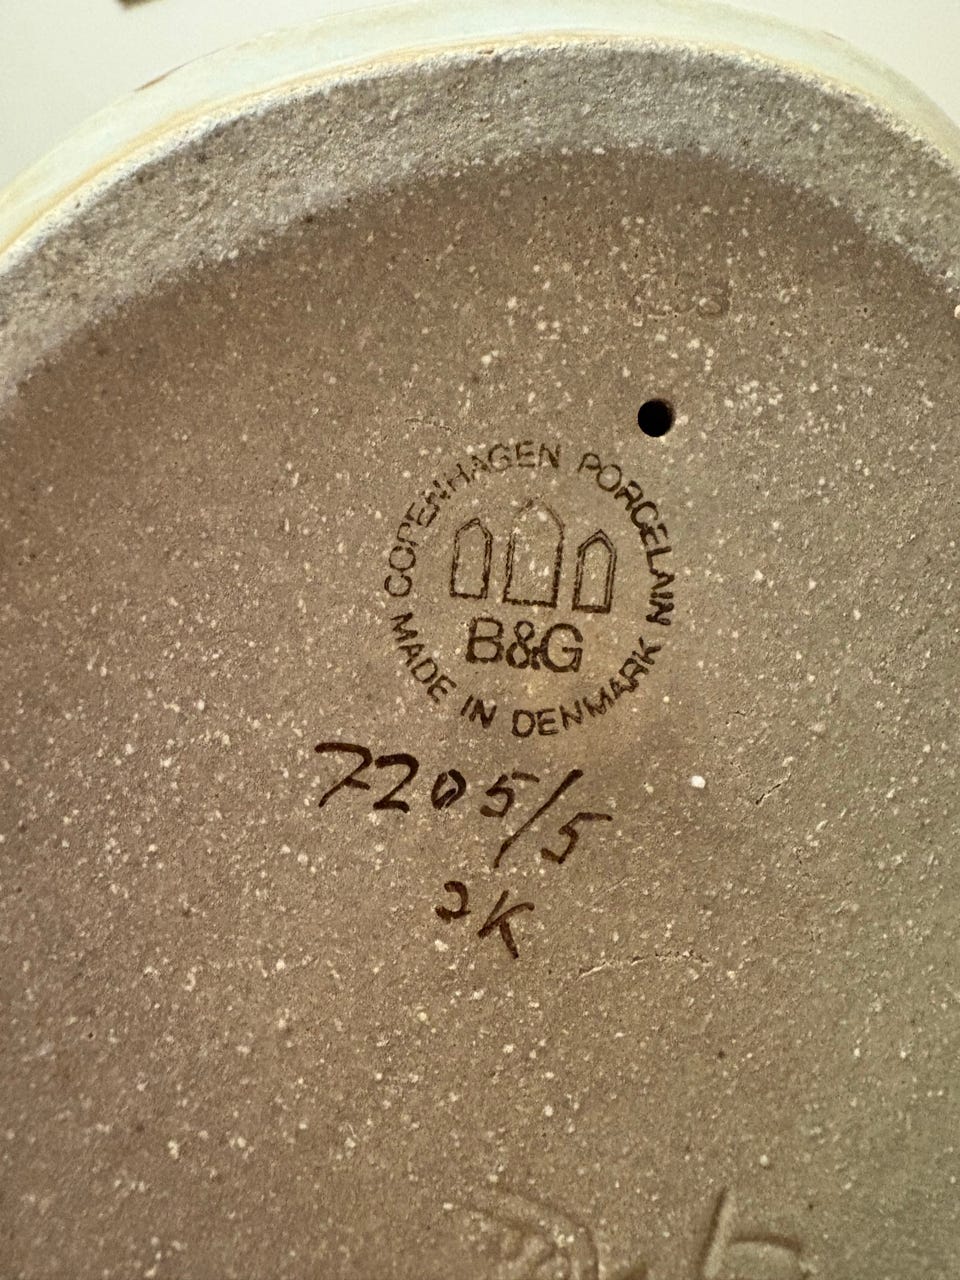 COPENHAGEN PORCELAIN
B&G
MADE IN DENMARK
7205/5
2K